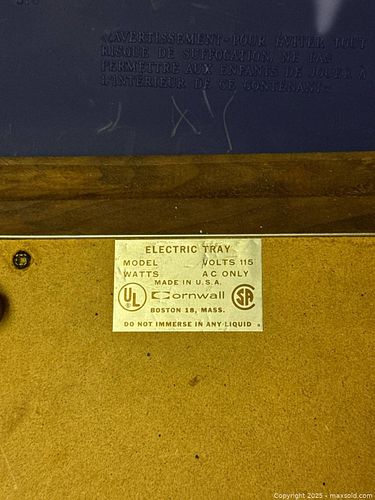 «AVERTISSEMENT-POUR ÉVITER TOUT
RISQUE DE SUFFOCATION, NE PAS
PERMETTRE AUX ENFANTS DE JOUER À
L'INTÉRIEUR DE CE CONTENANT»
ELECTRIC TRAY
MODEL VOLTS 115
WATTS AC ONLY
MADE IN U.S.A.
UL ® Cornwall SA
BOSTON 18, MASS.
DO NOT IMMERSE IN ANY LIQUID
Copyright © 2025 - maxsold.com